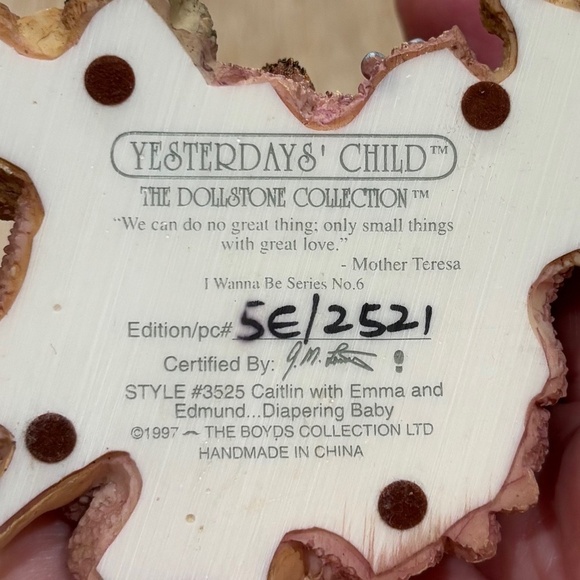 YESTERDAYS' CHILD™
THE DOLLSTONE COLLECTION™
"We can do no great thing; only small things
with great love."
- Mother Teresa
I Wanna Be Series No.6
Edition/pc# 5E/2521
Certified By:
STYLE #3525 Caitlin with Emma and
Edmund...Diapering Baby
©1997 THE BOYDS COLLECTION LTD
HANDMADE IN CHINA